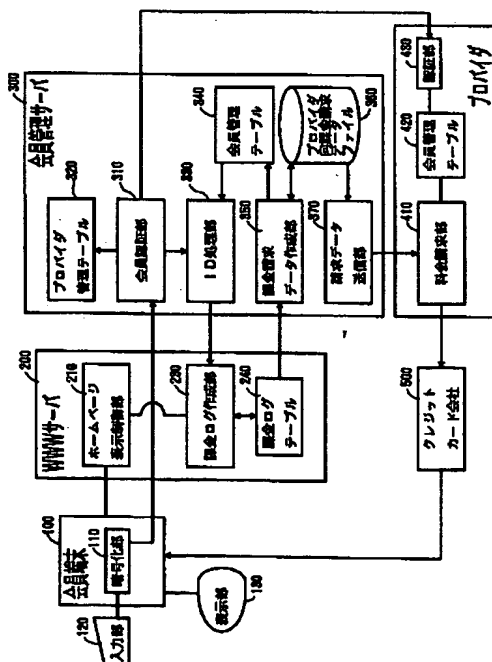 300
会員管理サーバ
320
プロバイダ
管理テーブル
310
会員認証部
330
ID処理部
340
会員管理
テーブル
350
課金請求
データ作成部
360
プロバイダ
向課金請求
データ
ファイル
370
請求データ
送信部
430
認証部
420
会員管理
テーブル
410
料金請求部
プロバイダ
200
WWWサーバ
210
ホームページ
表示制御部
230
課金ログ作成部
240
課金ログ
テーブル
500
クレジット
カード会社
100
会員端末
110
暗号化部
120
入力部
130
表示部